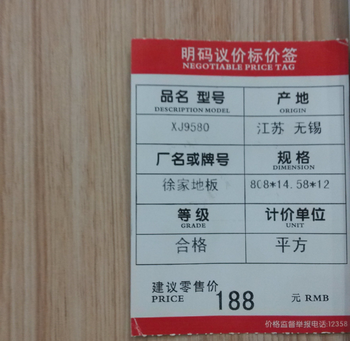 明码议价标价签
NEGOTIABLE PRICE TAG
品名 型号 产地
DESCRIPTION MODEL ORIGIN
XJ9580 江苏 无锡
厂名或牌号 规格
DIMENSION
徐家地板 808*14.58*12
等级 计价单位
GRADE UNIT
合格 平方
建议零售价
PRICE 188 元 RMB
价格监督举报电话:12358